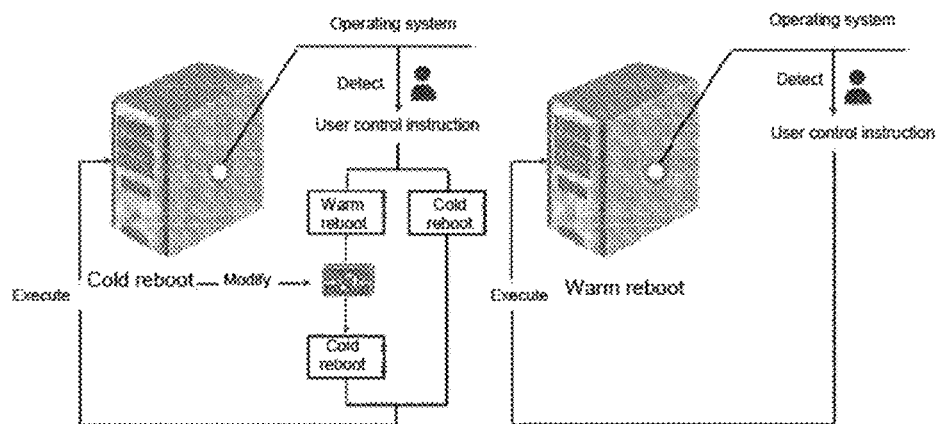 Operating system
Detect
User control instruction
Warm
reboot
Cold
reboot
Cold reboot
Modify
Execute
Cold
reboot
Operating system
Detect
User control instruction
Execute
Warm reboot